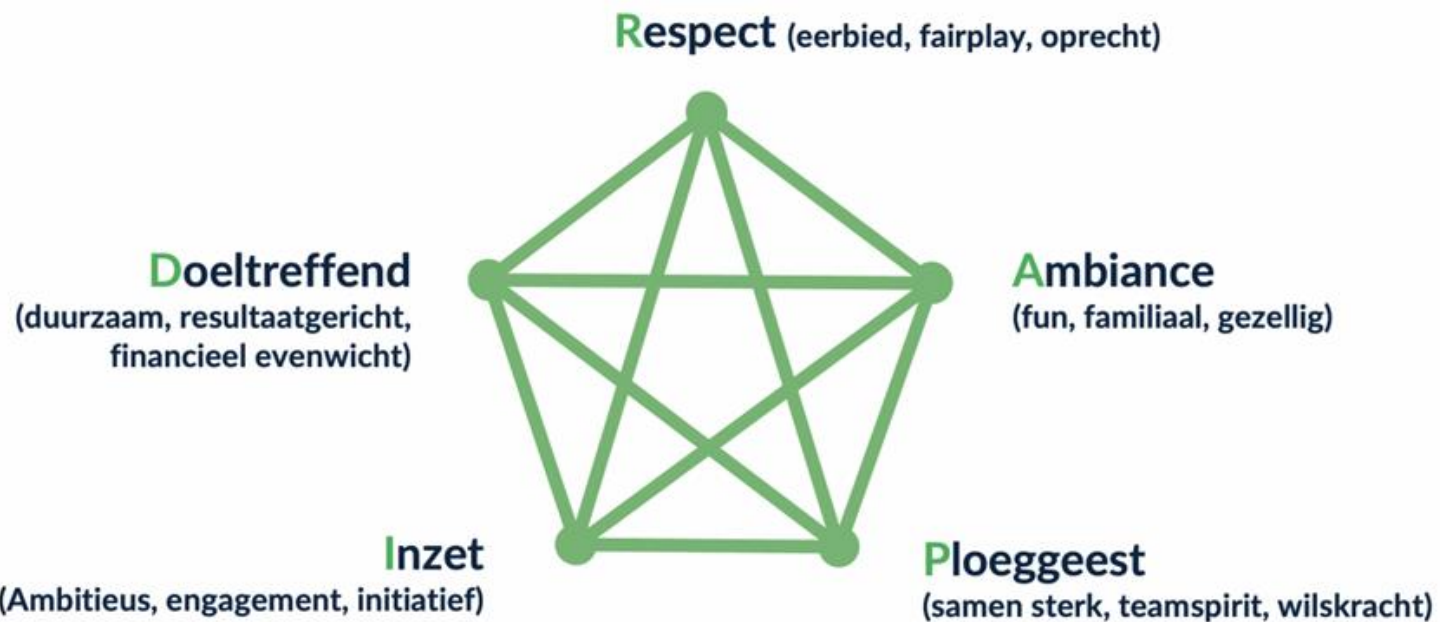 Respect (eerbied, fairplay, oprecht)
Doeltreffend
(duurzaam, resultaatgericht,
financieel evenwicht)
Ambiance
(fun, familiaal, gezellig)
Inzet
(Ambitieus, engagement, initiatief)
Ploeggeest
(samen sterk, teamspirit, wilskracht)